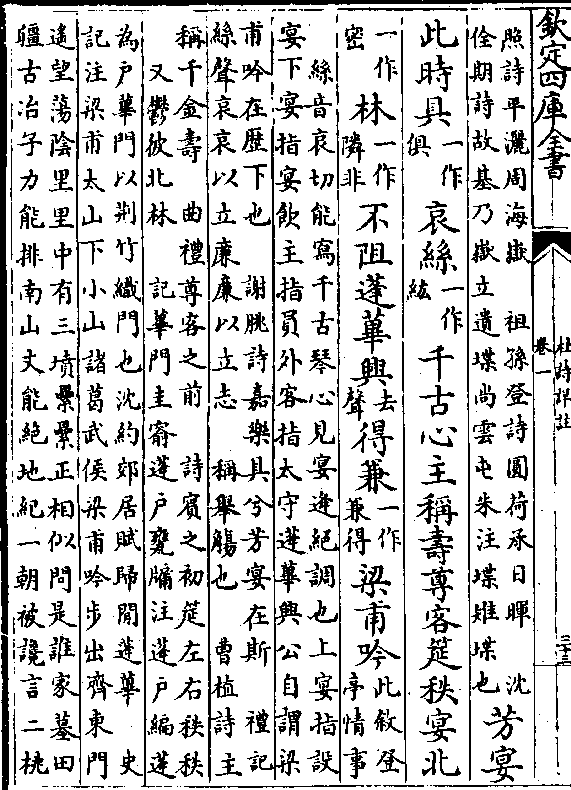 欽定四庫全書
杜詩詳註
卷一
三十三
照詩平灑周海嶽 祖孫登詩圓荷承日暉 沈
佺期詩故基乃嶽立遺堞尚雲屯朱注堞雉堞也
芳宴
此時具一作俱哀絲一作絃千古心主稱壽尊客筵秩宴北
一作密林一作隣非不阻蓬蓽興去聲得兼一作兼得梁甫吟此敘登亭情事
絲音哀切能寫千古琴心見宴逢絕調也上宴指設
宴下宴指宴飲主指員外客指太守蓬蓽興公自謂梁
甫吟在歷下也 謝朓詩嘉樂具兮芳宴在斯 禮記
絲聲哀哀以立廉廉以立志 稱舉觴也 曹植詩主
稱千金壽 曲禮尊客之前 詩賓之初筵左右秩秩
又鬱彼北林 記蓽門圭窬蓬戶甕牖注蓬戶編蓬
為戶蓽門以荆竹織門也沈約郊居賦歸閒蓬蓽 史
記注梁甫太山下小山諸葛武侯梁甫吟步出齊東門
遙望蕩陰里里中有三墳纍纍正相似問是誰家墓田
疆古冶子力能排南山丈能絕地紀一朝被讒言二桃